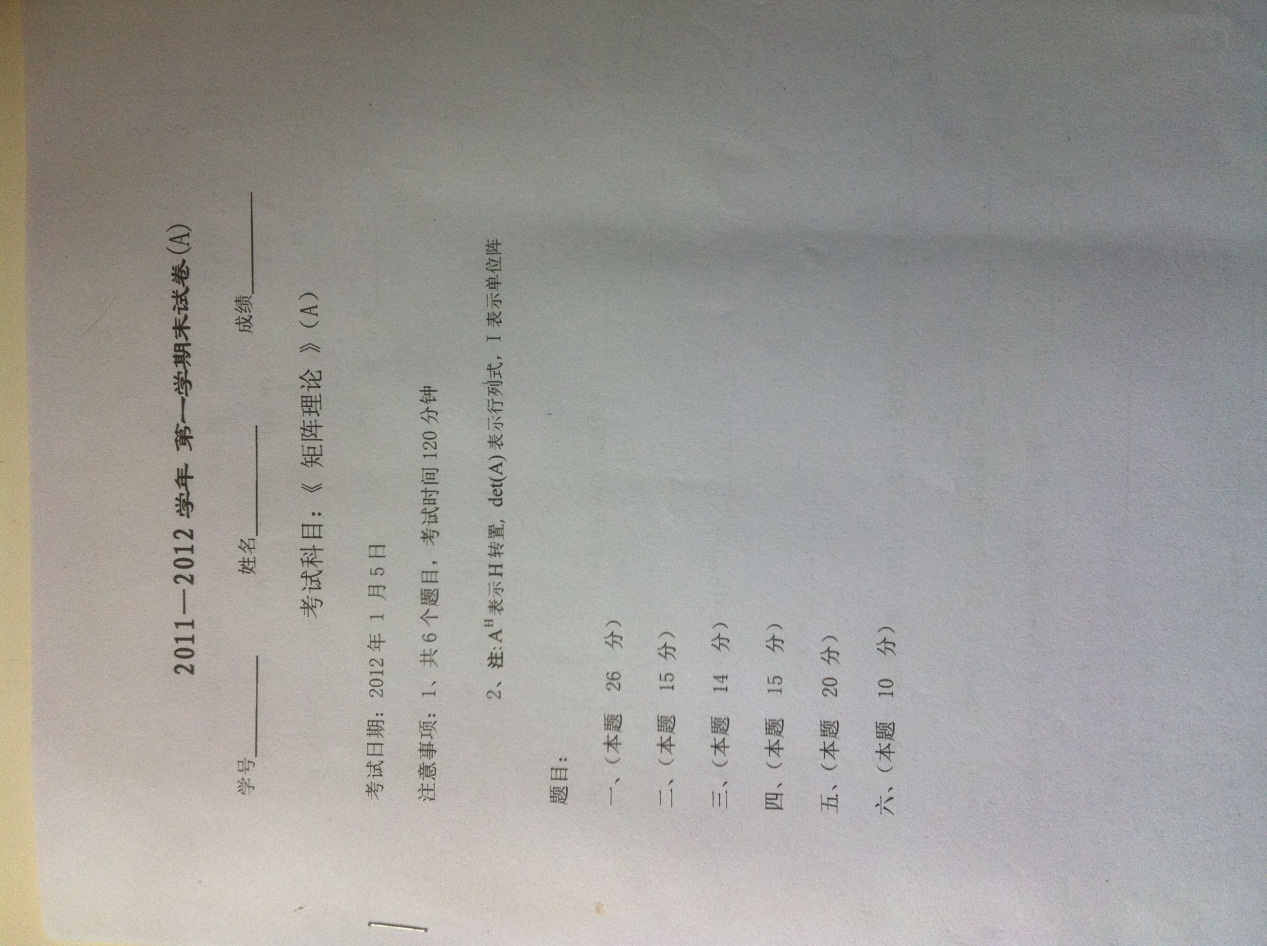 2011－2012 学年 第一学期期末试卷(A)
学号________ 姓名________ 成绩________
考试科目：《 矩阵理论 》（A）
考试日期：2012 年 1 月 5 日
注意事项：1、共 6 个题目，考试时间 120 分钟
2、注: Aᴴ 表示 H 转置, det(A) 表示行列式，I 表示单位阵
题目：
一、（本题 26 分）
二、（本题 15 分）
三、（本题 14 分）
四、（本题 15 分）
五、（本题 20 分）
六、（本题 10 分）